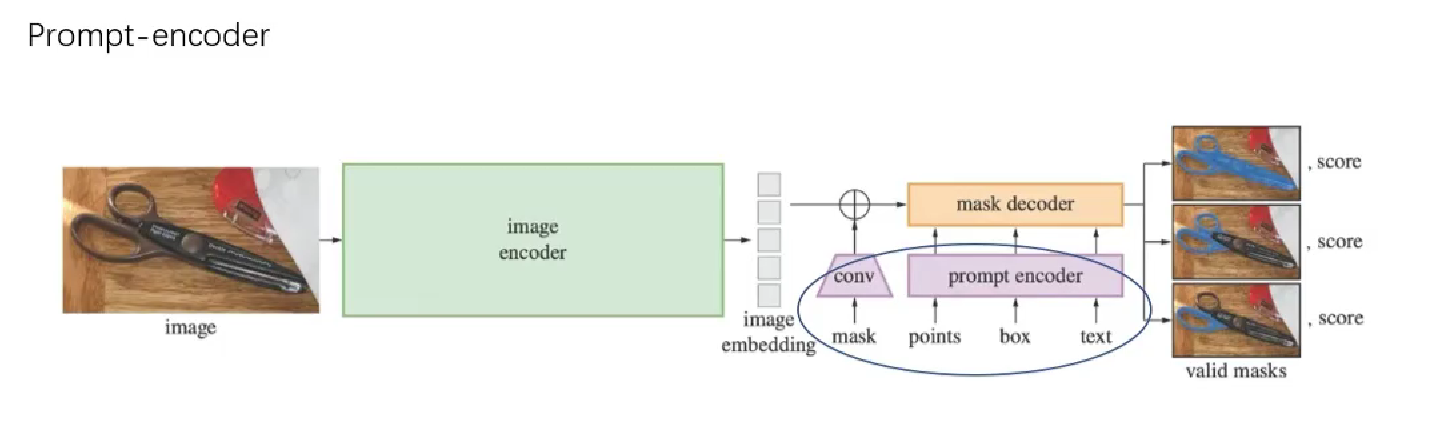 Prompt-encoder
image
image
encoder
image
embedding
conv
mask
mask decoder
prompt encoder
points
box
text
, score
, score
, score
valid masks